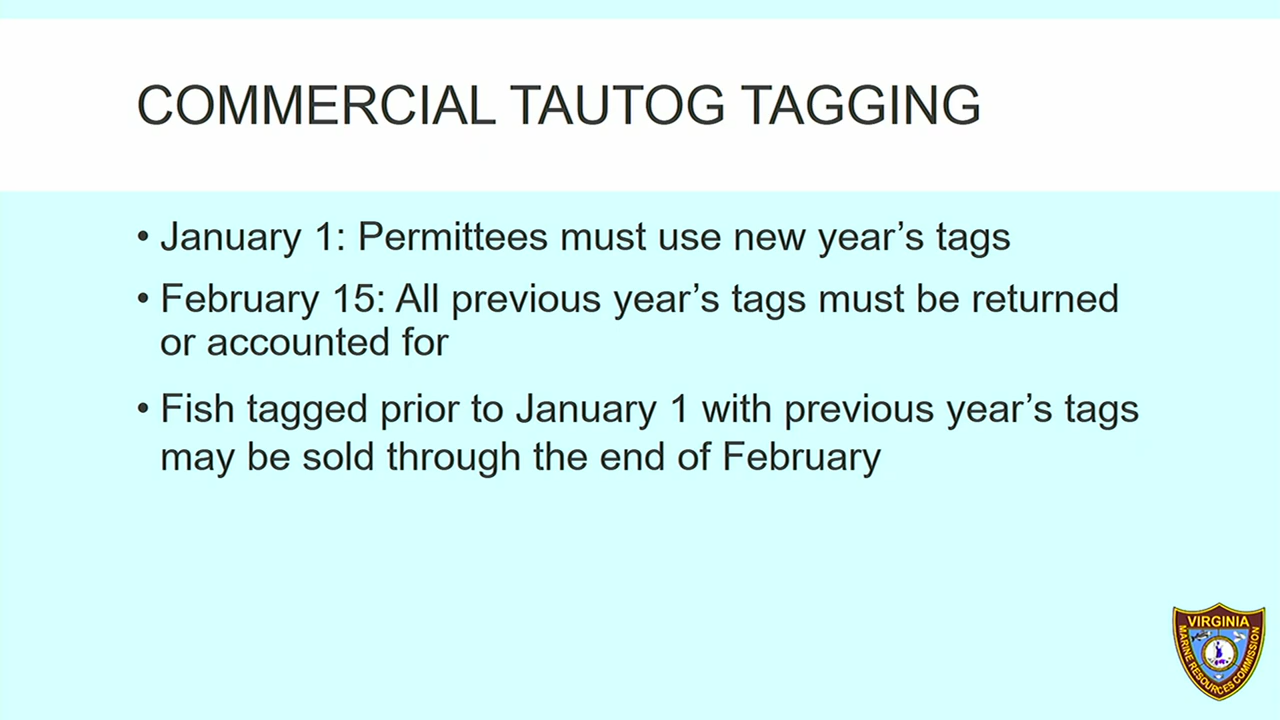 COMMERCIAL TAUTOG TAGGING
• January 1: Permittees must use new year’s tags
• February 15: All previous year’s tags must be returned
or accounted for
• Fish tagged prior to January 1 with previous year’s tags
may be sold through the end of February
VIRGINIA
MARINE RESOURCES COMMISSION